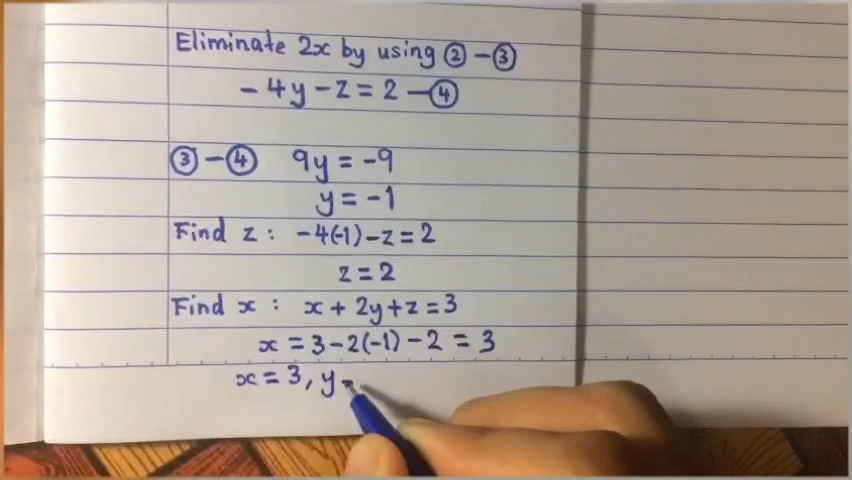 Eliminate 2x by using ② - ③
-4y - z = 2 — ④
③ - ④ 9y = -9
y = -1
Find z : -4(-1) - z = 2
z = 2
Find x : x + 2y + z = 3
x = 3 - 2(-1) - 2 = 3
x = 3, y -